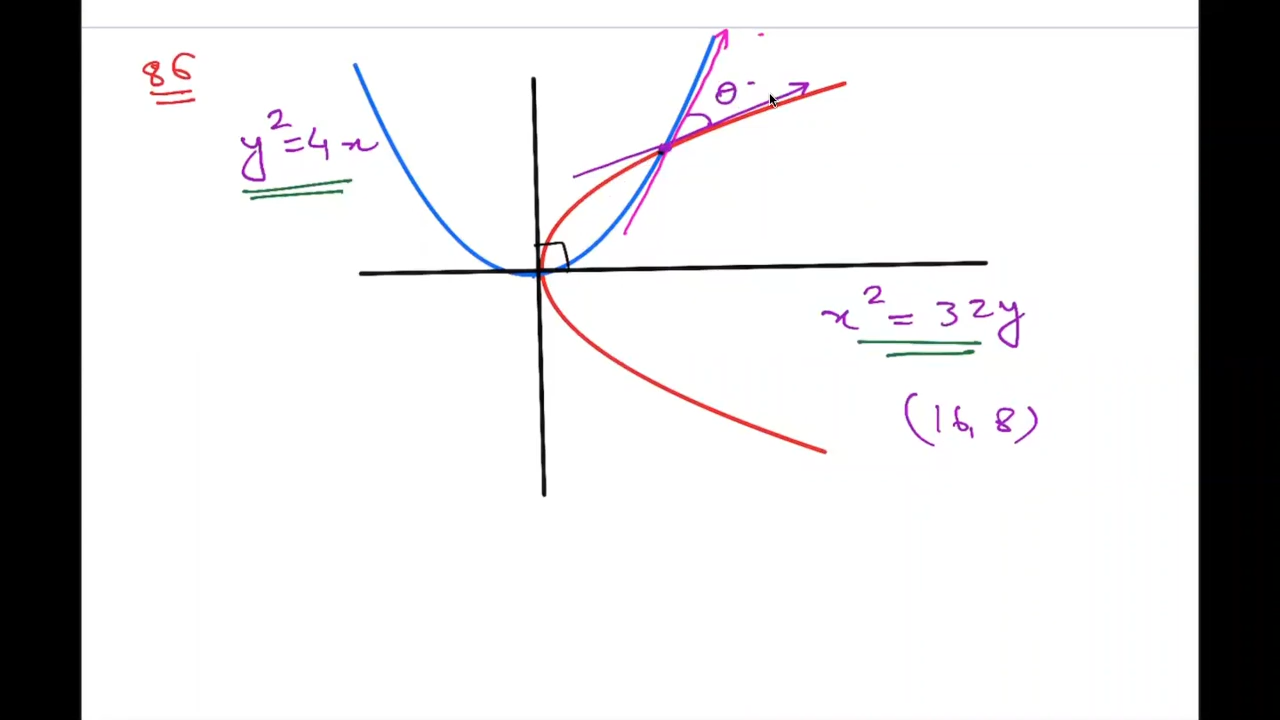 86
y² = 4x
θ
x² = 32y
(16, 8)